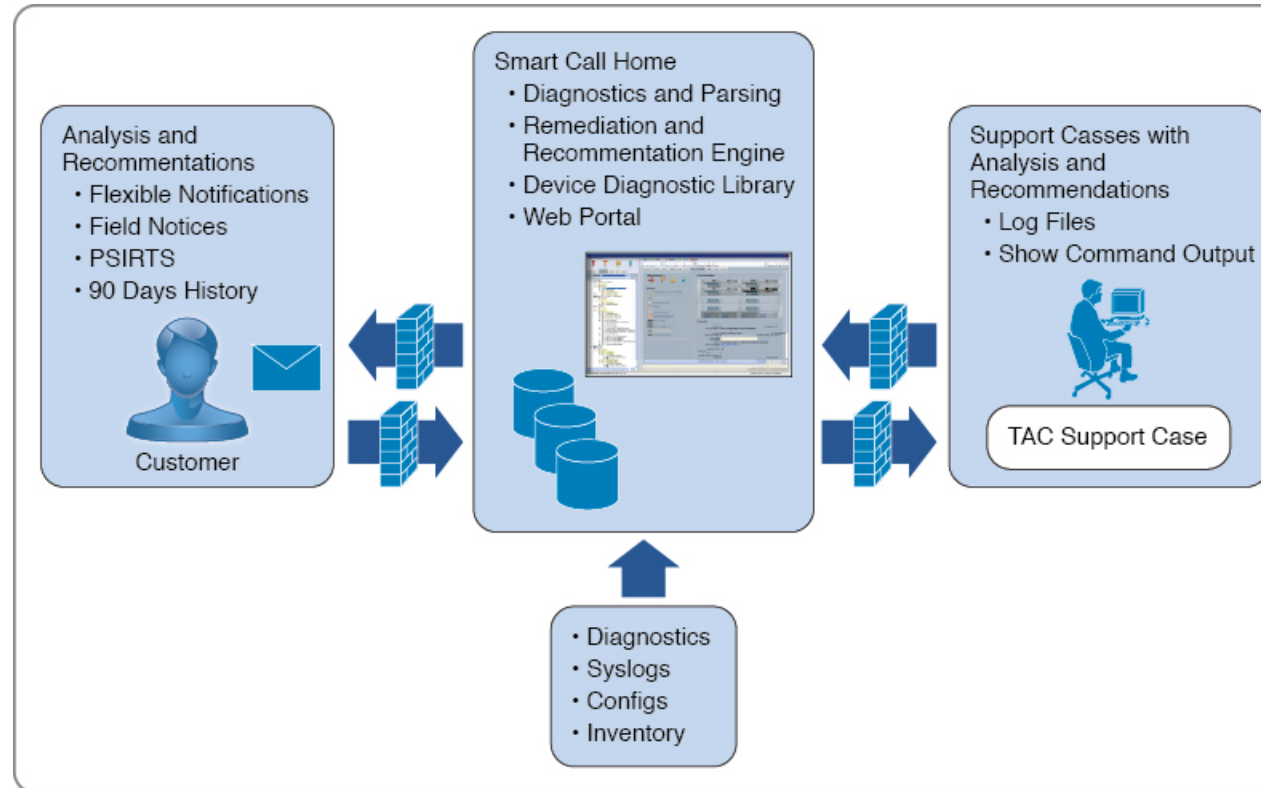 Analysis and
Recommentations
• Flexible Notifications
• Field Notices
• PSIRTS
• 90 Days History
Customer
Smart Call Home
• Diagnostics and Parsing
• Remediation and
Recommentation Engine
• Device Diagnostic Library
• Web Portal
Support Casses with
Analysis and
Recommendations
• Log Files
• Show Command Output
TAC Support Case
• Diagnostics
• Syslogs
• Configs
• Inventory